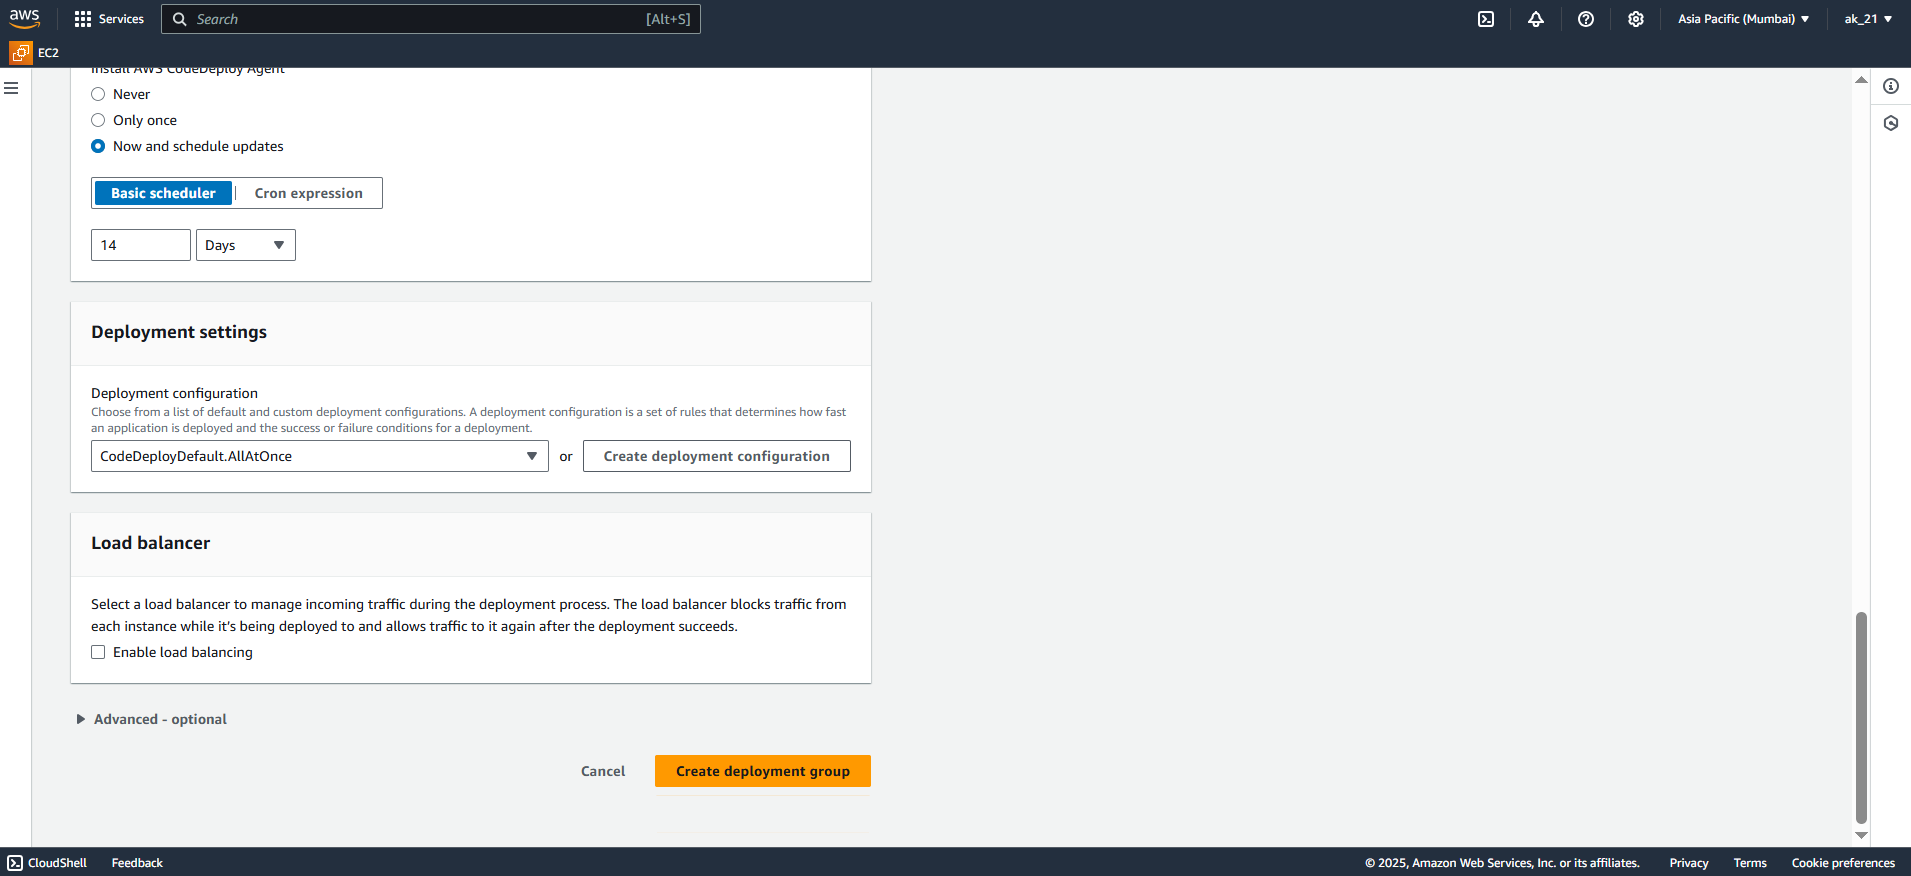 aws
Services
Search
[Alt+S]
Asia Pacific (Mumbai)
ak_21
EC2
Install AWS CodeDeploy Agent
Never
Only once
Now and schedule updates
Basic scheduler
Cron expression
14
Days
Deployment settings
Deployment configuration
Choose from a list of default and custom deployment configurations. A deployment configuration is a set of rules that determines how fast
an application is deployed and the success or failure conditions for a deployment.
CodeDeployDefault.AllAtOnce
or
Create deployment configuration
Load balancer
Select a load balancer to manage incoming traffic during the deployment process. The load balancer blocks traffic from
each instance while it's being deployed to and allows traffic to it again after the deployment succeeds.
Enable load balancing
Advanced - optional
Cancel
Create deployment group
CloudShell
Feedback
© 2025, Amazon Web Services, Inc. or its affiliates.
Privacy
Terms
Cookie preferences